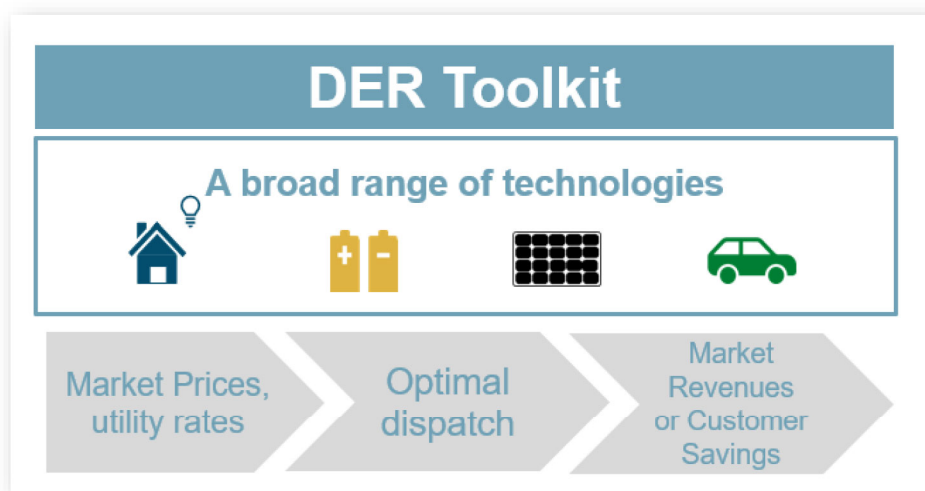 DER Toolkit
A broad range of technologies
+ -
Market Prices,
utility rates
Optimal
dispatch
Market
Revenues
or Customer
Savings